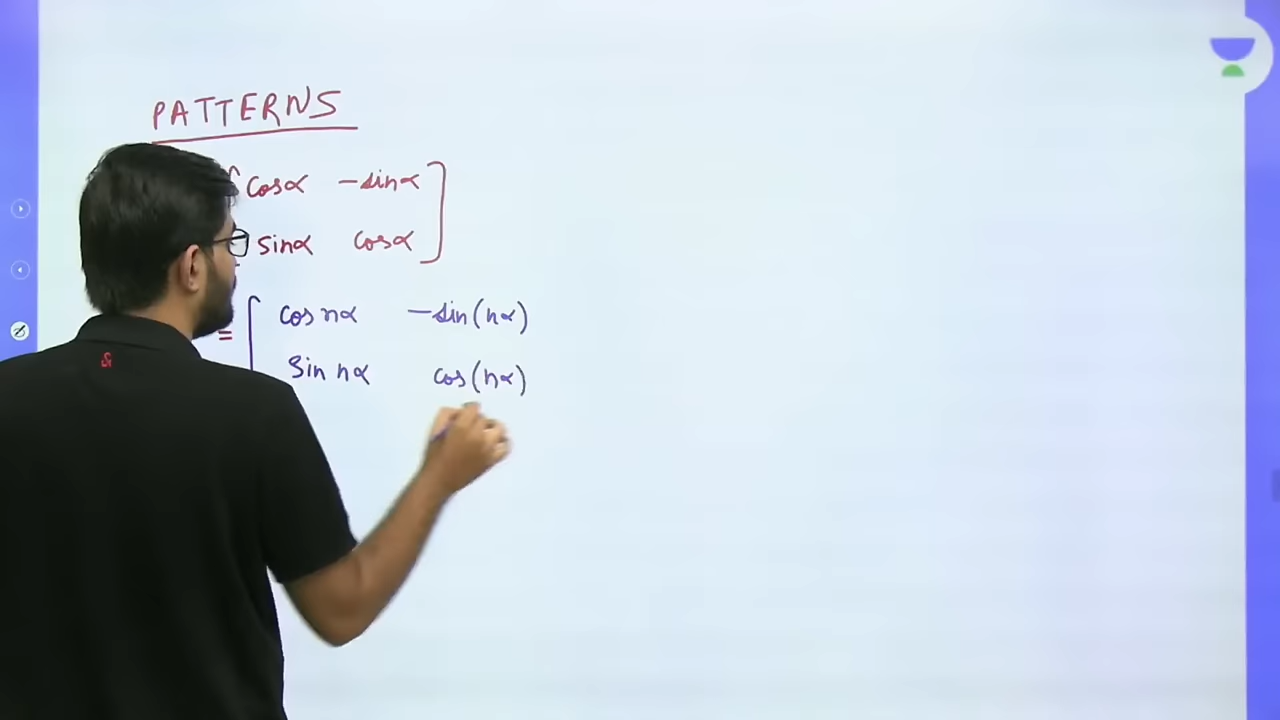 PATTERNS
[cosα -sinα]
sinα cosα
= [cos nα -sin(nα)
Sin nα cos(nα)